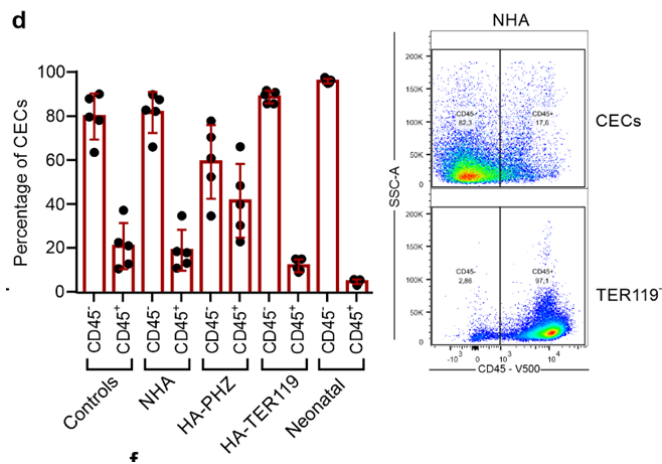 d
Percentage of CECs
100
80
60
40
20
0
CD45⁻
CD45⁺
CD45⁻
CD45⁺
CD45⁻
CD45⁺
CD45⁻
CD45⁺
CD45⁻
CD45⁺
Controls
NHA
HA-PHZ
HA-TER119
Neonatal
NHA
SSC-A
200K
150K
100K
50K
0
CD45-
82,3
CD45+
17,6
CECs
200K
150K
100K
50K
0
CD45-
2,86
CD45+
97,1
TER119⁻
-10³
0
10³
10⁴
CD45 - V500
f